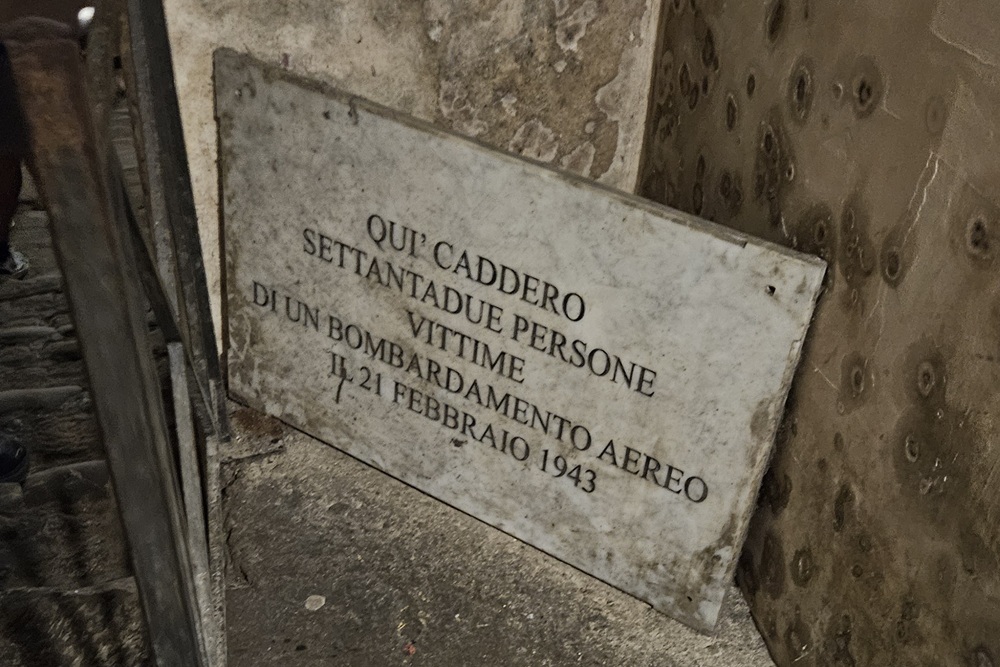 QUI' CADDERO
SETTANTADUE PERSONE
VITTIME
DI UN BOMBARDAMENTO AEREO
IL 21 FEBBRAIO 1943